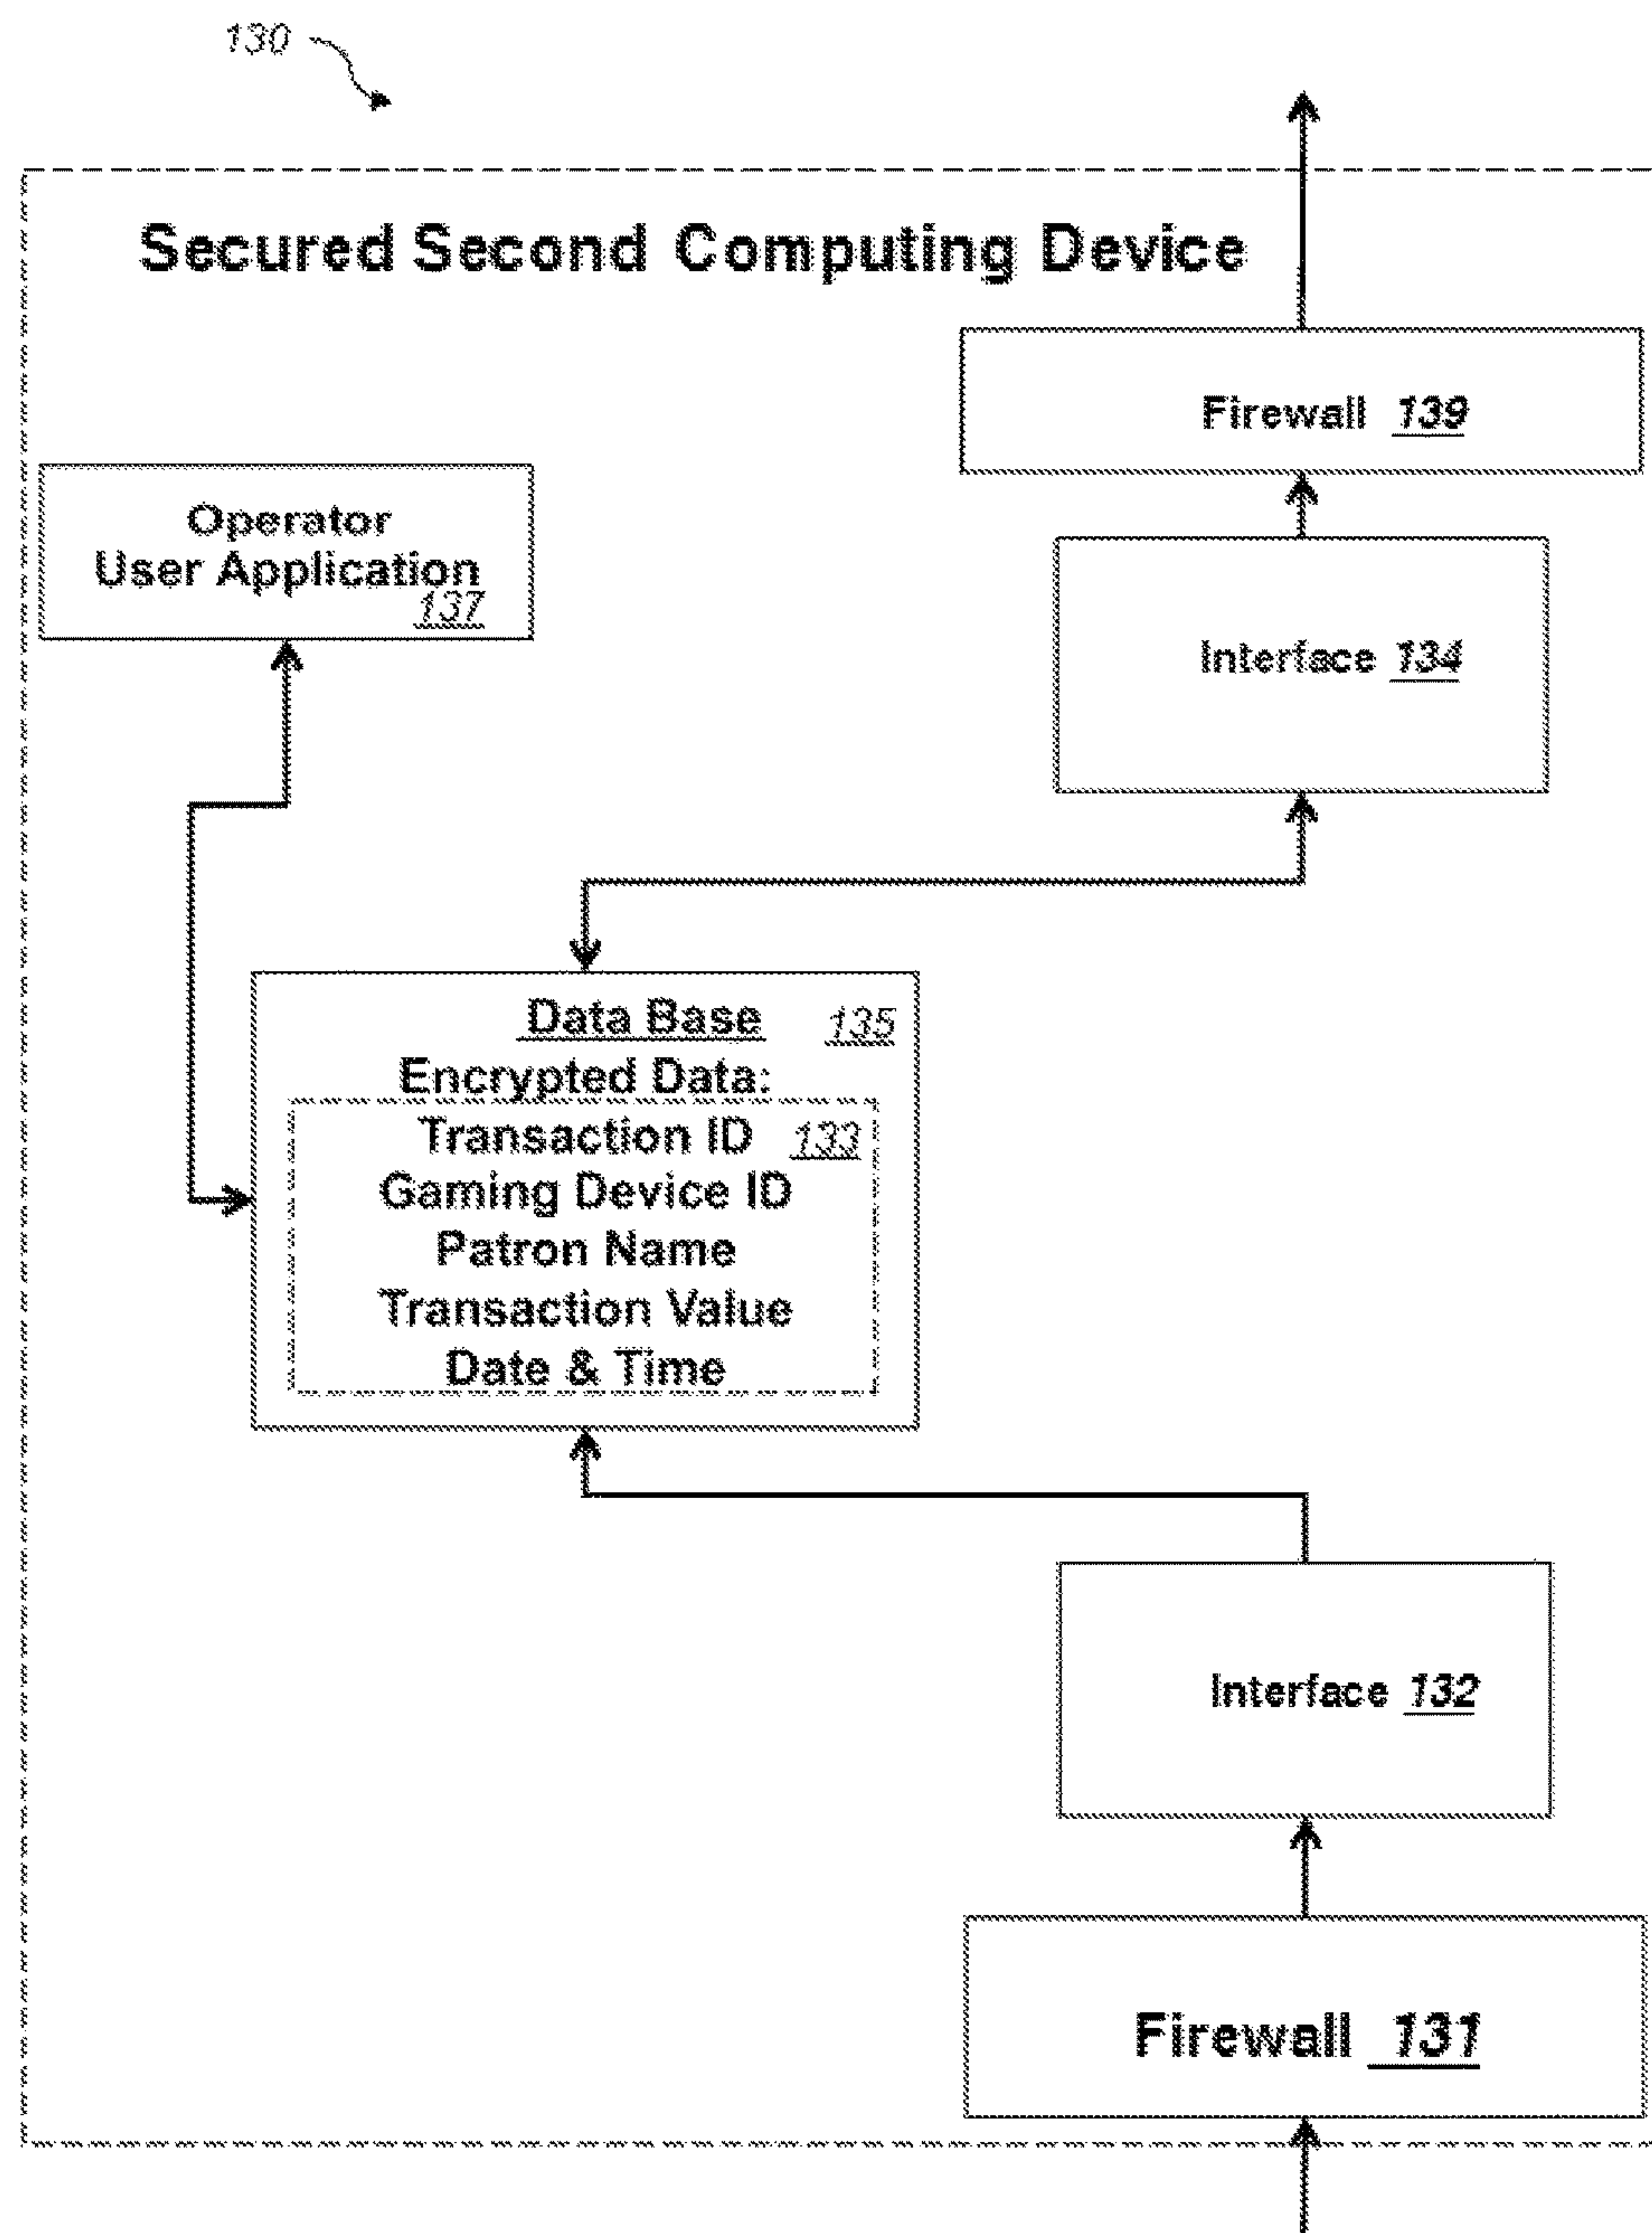 130
Secured Second Computing Device
Firewall 139
Operator
User Application
137
Interface 134
Data Base 135
Encrypted Data:
Transaction ID 133
Gaming Device ID
Patron Name
Transaction Value
Date & Time
Interface 132
Firewall 131